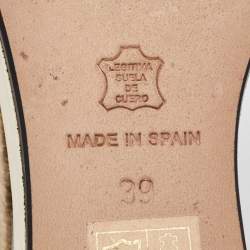 LEGITIMA
SUELA
DE
CUERO
MADE IN SPAIN
39